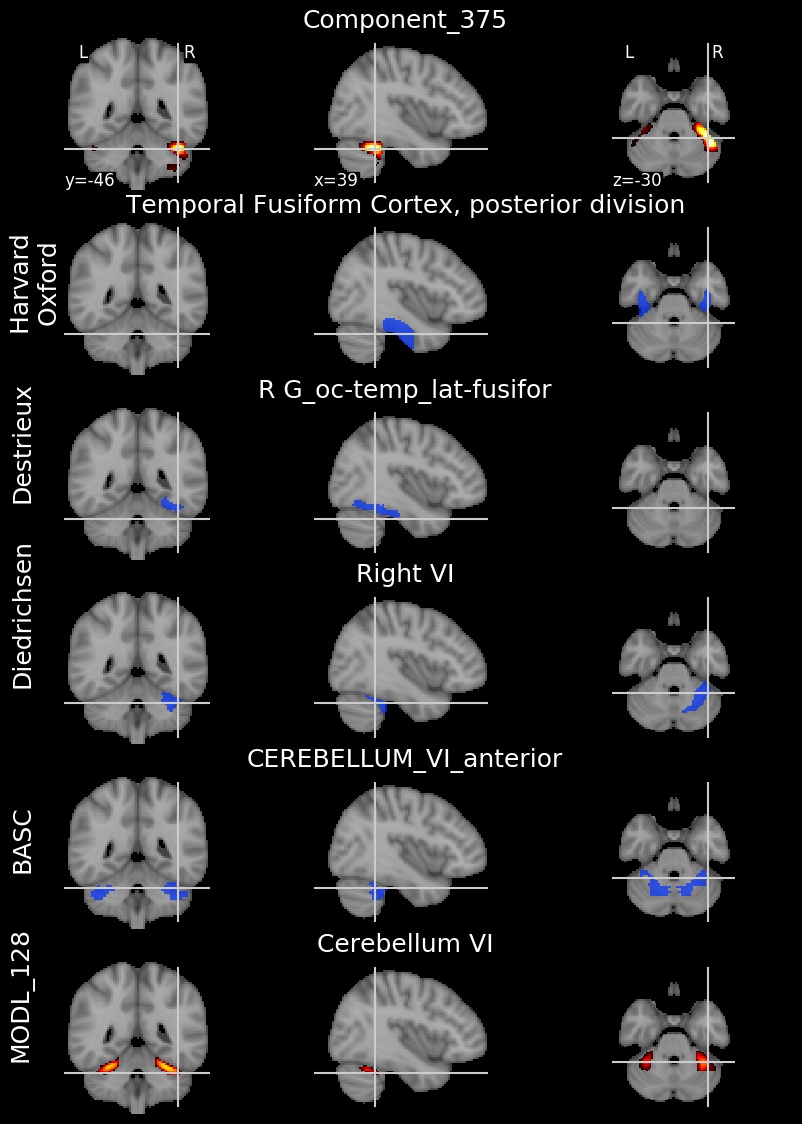 Component_375
L R L R
y=-46 x=39 z=-30
Temporal Fusiform Cortex, posterior division
Harvard
Oxford
R G_oc-temp_lat-fusifor
Destrieux
Right VI
Diedrichsen
CEREBELLUM_VI_anterior
BASC
Cerebellum VI
MODL_128